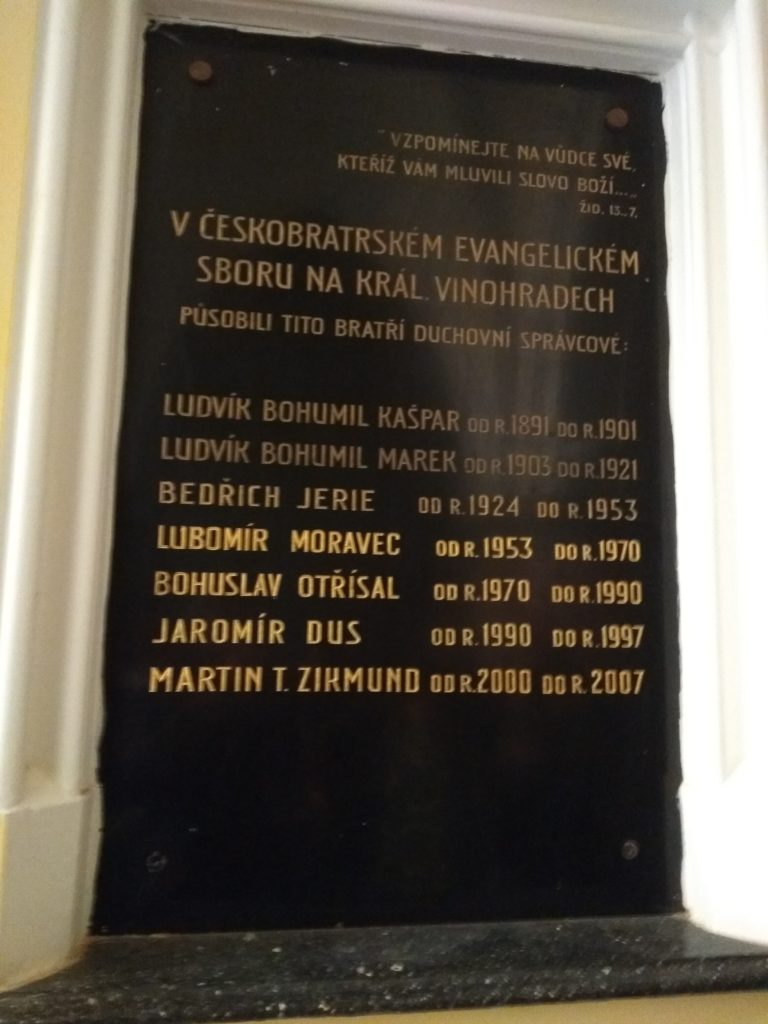 "VZPOMÍNEJTE NA VŮDCE SVÉ,
KTEŘÍŽ VÁM MLUVILI SLOVO BOŽÍ...„
ŽID. 13.,7.
V ČESKOBRATRSKÉM EVANGELICKÉM
SBORU NA KRÁL. VINOHRADECH
PŮSOBILI TITO BRATŘÍ DUCHOVNÍ SPRÁVCOVÉ:
LUDVÍK BOHUMIL KAŠPAR OD R.1891 DO R.1901
LUDVÍK BOHUMIL MAREK OD R.1903 DO R.1921
BEDŘICH JERIE OD R.1924 DO R.1953
LUBOMÍR MORAVEC OD R.1953 DO R.1970
BOHUSLAV OTŘÍSAL OD R.1970 DO R.1990
JAROMÍR DUS OD R.1990 DO R.1997
MARTIN T. ZIKMUND OD R.2000 DO R.2007